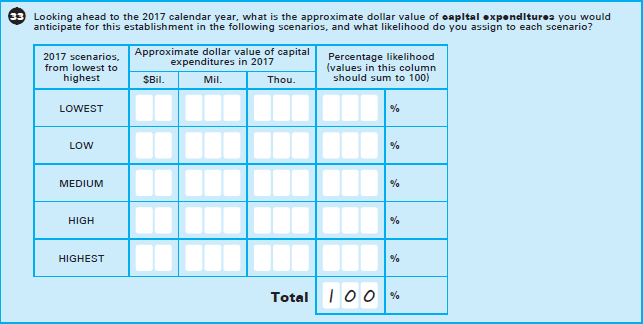 33 Looking ahead to the 2017 calendar year, what is the approximate dollar value of capital expenditures you would
anticipate for this establishment in the following scenarios, and what likelihood do you assign to each scenario?
2017 scenarios,
from lowest to
highest
Approximate dollar value of capital
expenditures in 2017
$Bil.
Mil.
Thou.
Percentage likelihood
(values in this column
should sum to 100)
LOWEST %
LOW %
MEDIUM %
HIGH %
HIGHEST %
Total 100 %